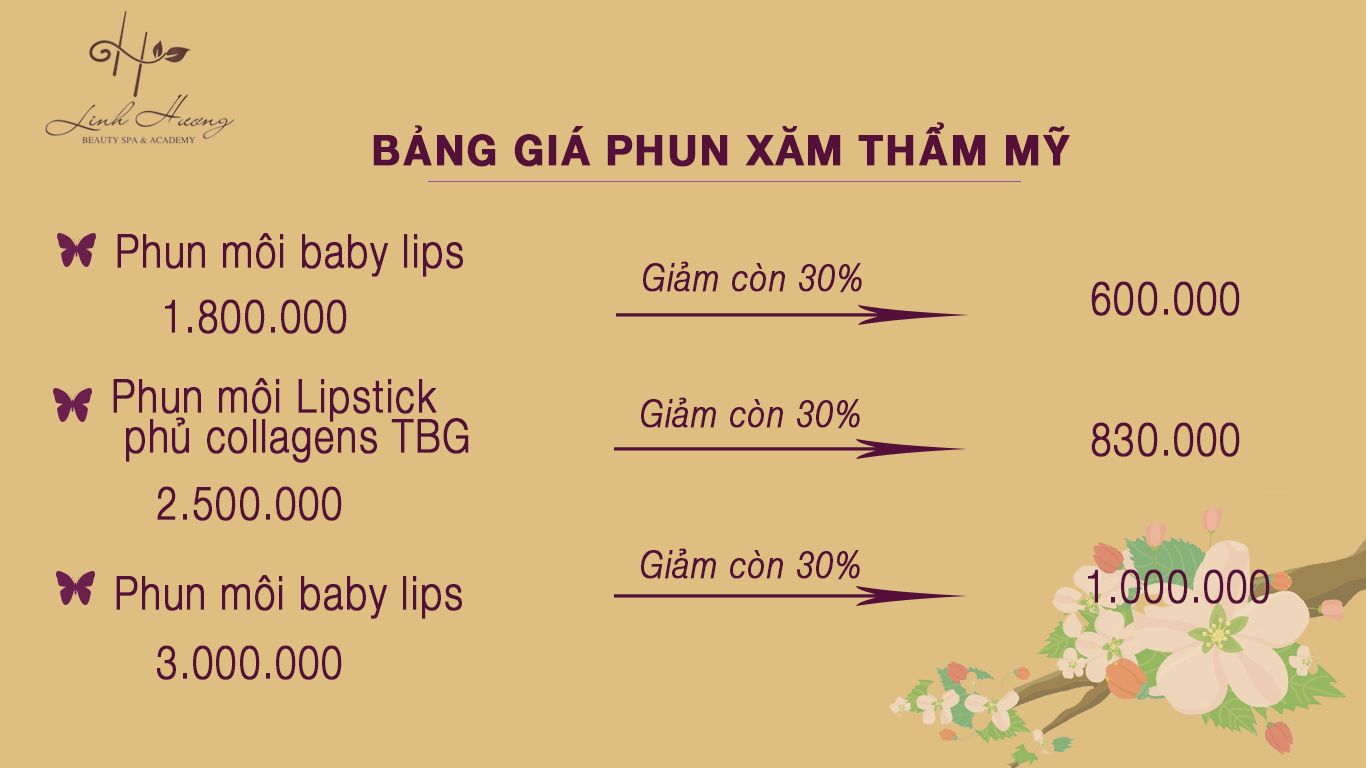 Linh Hương
BEAUTY SPA & ACADEMY
BẢNG GIÁ PHUN XĂM THẨM MỸ
Phun môi baby lips
1.800.000
Giảm còn 30%
600.000
Phun môi Lipstick
phủ collagens TBG
2.500.000
Giảm còn 30%
830.000
Phun môi baby lips
3.000.000
Giảm còn 30%
1.000.000